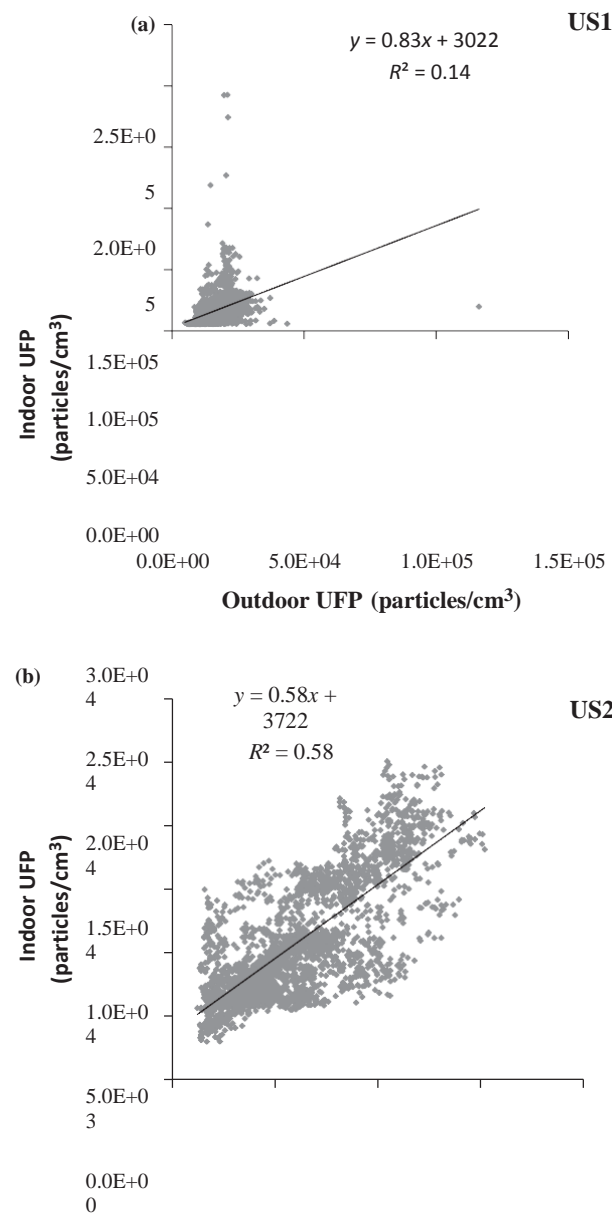 (a)
US1
y = 0.83x + 3022
R² = 0.14
2.5E+0
5
2.0E+0
5
1.5E+05
1.0E+05
5.0E+04
0.0E+00
Indoor UFP
(particles/cm³)
0.0E+00 5.0E+04 1.0E+05 1.5E+05
Outdoor UFP (particles/cm³)
(b)
US2
y = 0.58x +
3722
R² = 0.58
3.0E+0
4
2.5E+0
4
2.0E+0
4
1.5E+0
4
1.0E+0
4
5.0E+0
3
0.0E+0
0
Indoor UFP
(particles/cm³)